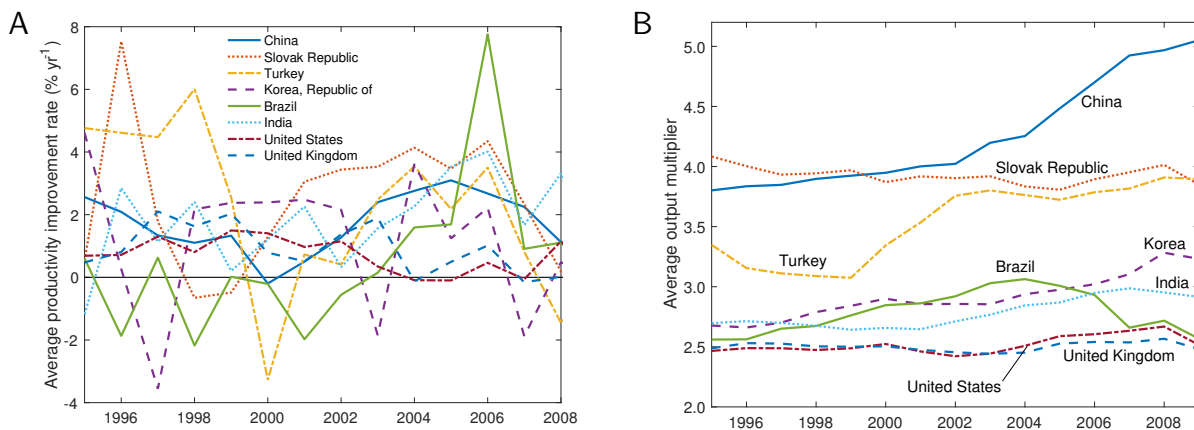 A
Average productivity improvement rate (% yr⁻¹)
8
6
4
2
0
-2
-4
1996 1998 2000 2002 2004 2006 2008
China
Slovak Republic
Turkey
Korea, Republic of
Brazil
India
United States
United Kingdom
B
Average output multiplier
5.0
4.5
4.0
3.5
3.0
2.5
2.0
1996 1998 2000 2002 2004 2006 2008
China
Slovak Republic
Turkey
Korea
Brazil
India
United Kingdom
United States